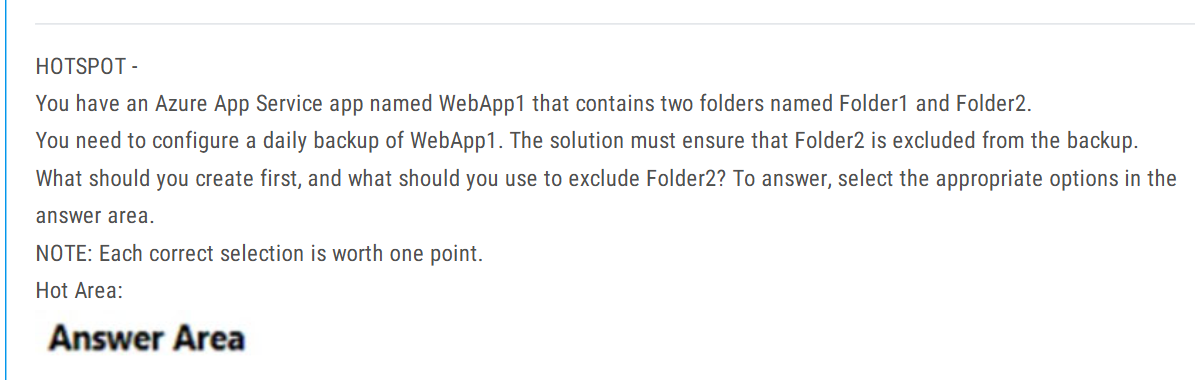 HOTSPOT -
You have an Azure App Service app named WebApp1 that contains two folders named Folder1 and Folder2.
You need to configure a daily backup of WebApp1. The solution must ensure that Folder2 is excluded from the backup.
What should you create first, and what should you use to exclude Folder2? To answer, select the appropriate options in the
answer area.
NOTE: Each correct selection is worth one point.
Hot Area:
Answer Area